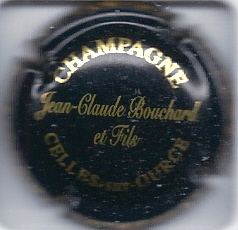 CHAMPAGNE
Jean-Claude Bouchard
et Fils
CELLES-SUR-OURCE